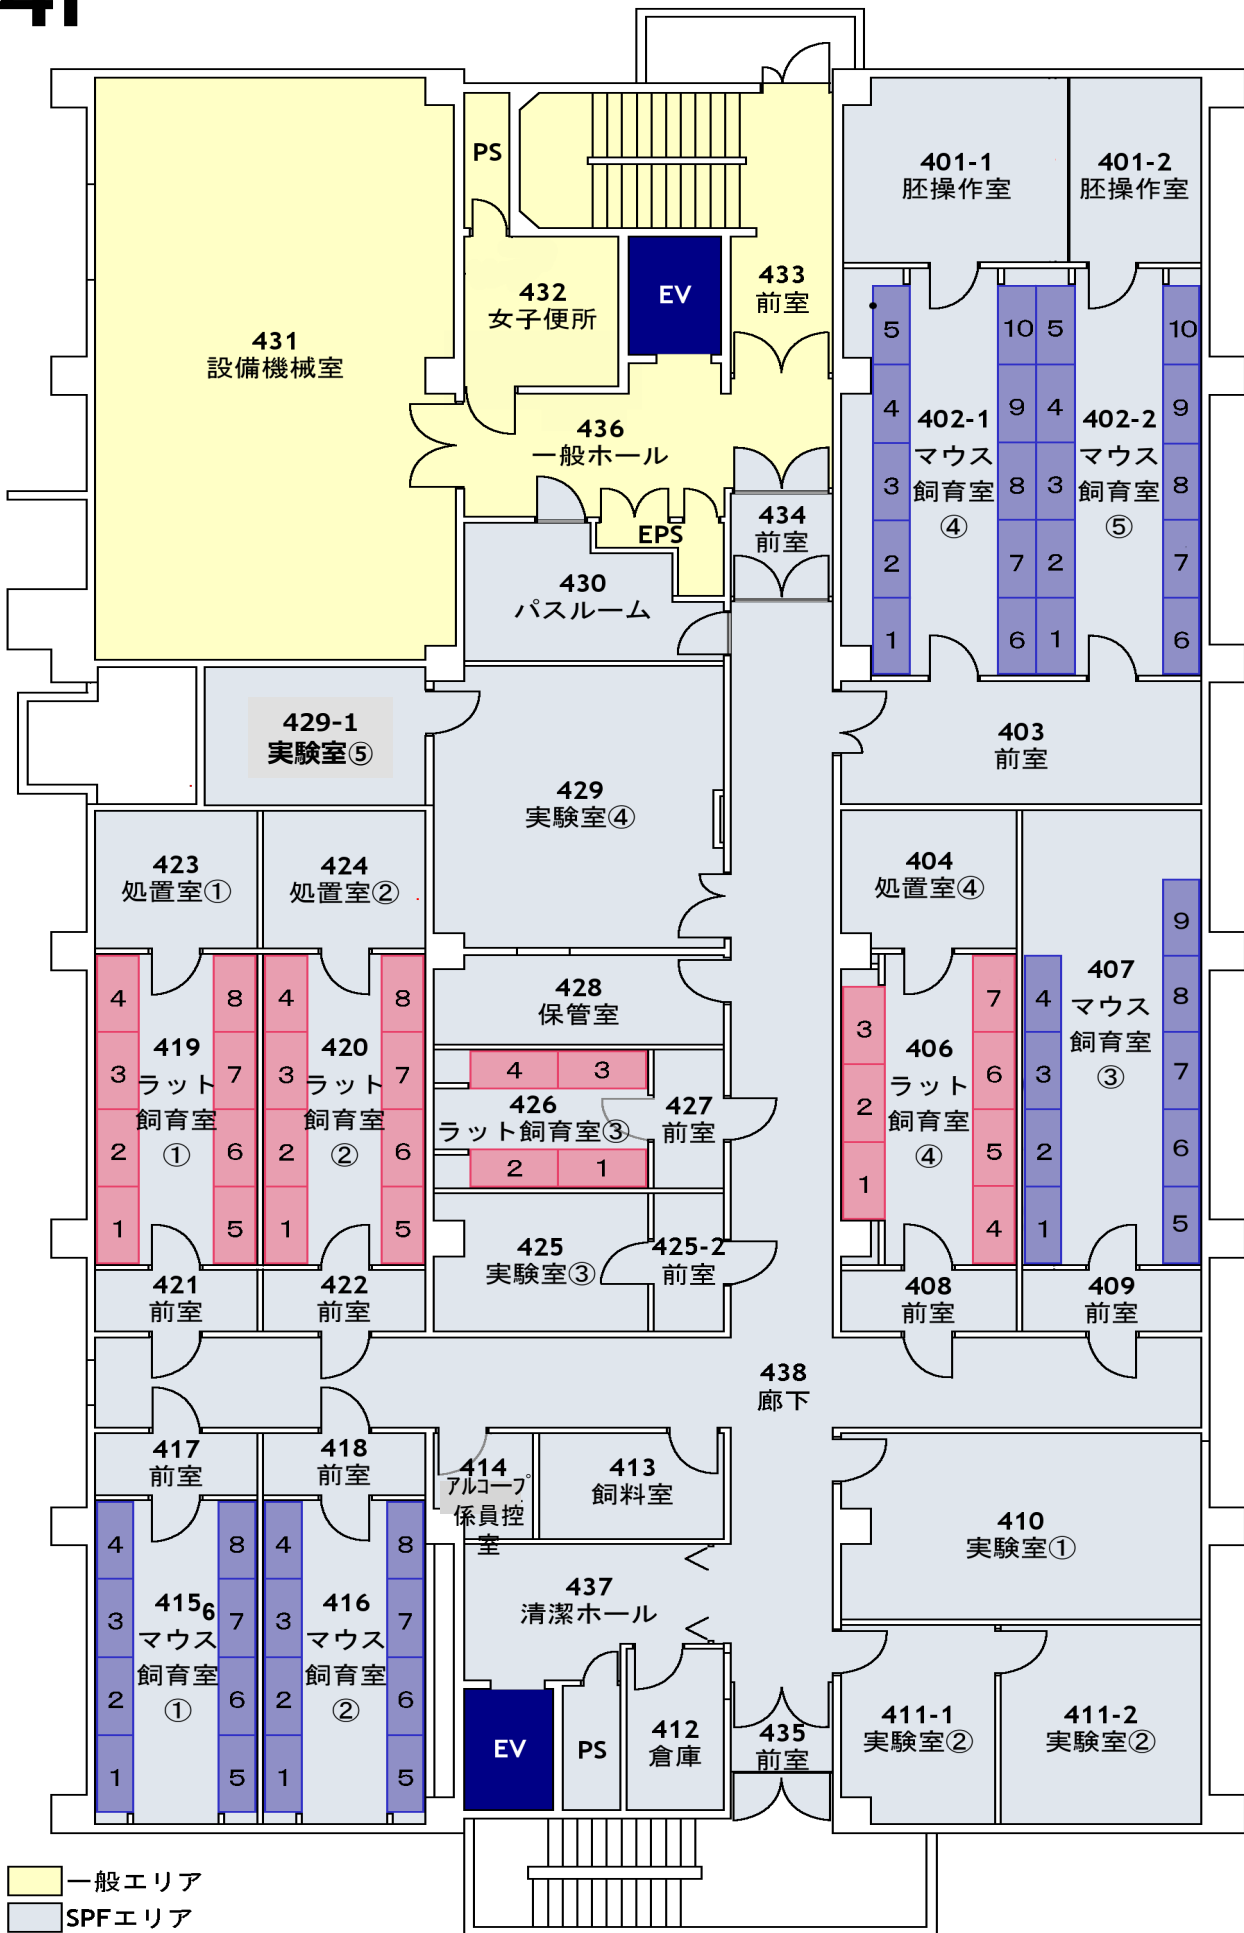 4F
PS
401-1
胚操作室
401-2
胚操作室
432
女子便所
EV
433
前室
431
設備機械室
436
一般ホール
EPS
434
前室
430
パスルーム
5
4
3
2
1
402-1
マウス
飼育室
④
10
9
8
7
6
5
4
3
2
1
402-2
マウス
飼育室
⑤
10
9
8
7
6
429-1
実験室⑤
403
前室
429
実験室④
423
処置室①
424
処置室②
404
処置室④
4
3
2
1
419
ラット
飼育室
①
8
7
6
5
4
3
2
1
420
ラット
飼育室
②
8
7
6
5
428
保管室
4
3
426
ラット飼育室③
2
1
427
前室
3
2
1
406
ラット
飼育室
④
7
6
5
4
4
3
2
1
407
マウス
飼育室
③
9
8
7
6
5
425
実験室③
425-2
前室
421
前室
422
前室
408
前室
409
前室
438
廊下
417
前室
418
前室
414
アルコープ
係員控
室
413
飼料室
410
実験室①
4
3
2
1
4156
マウス
飼育室
①
8
7
6
5
4
3
2
1
416
マウス
飼育室
②
8
7
6
5
437
清潔ホール
EV
PS
412
倉庫
435
前室
411-1
実験室②
411-2
実験室②
一般エリア
SPFエリア